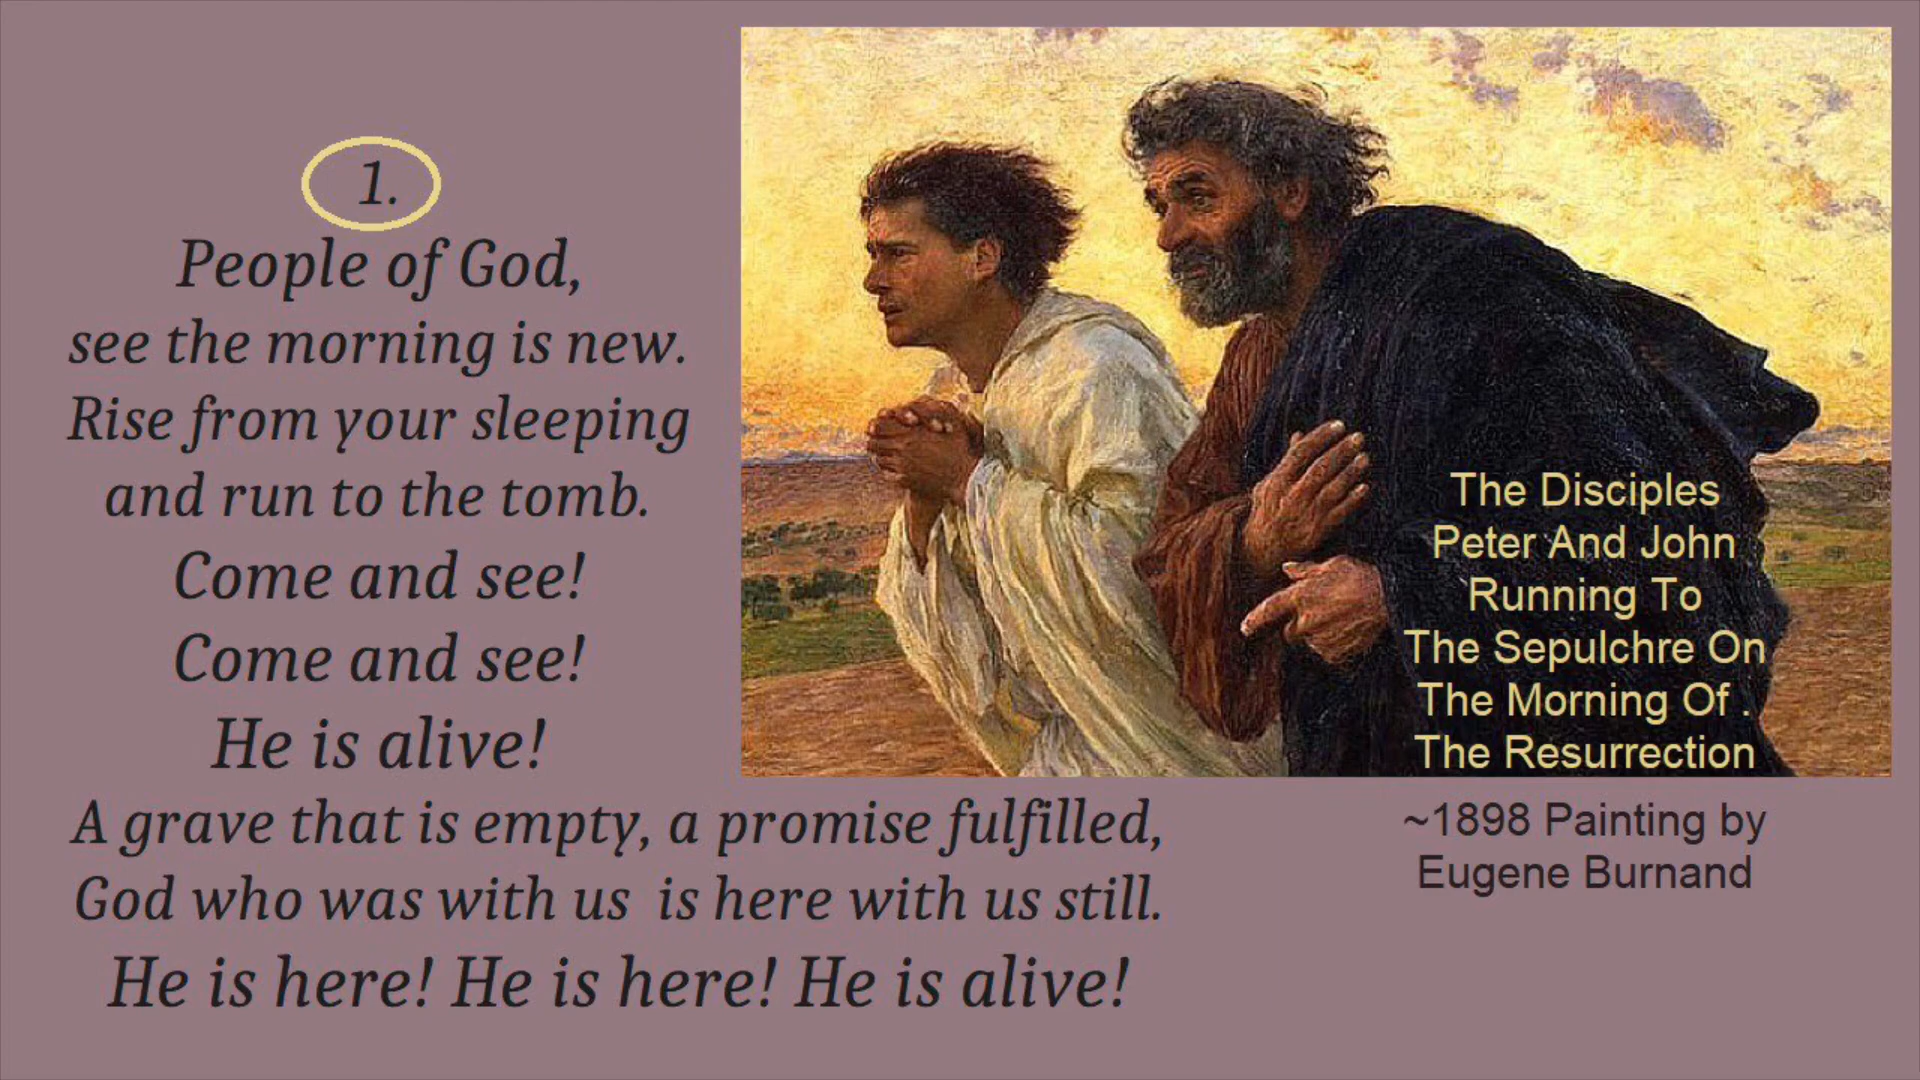 1.
People of God,
see the morning is new.
Rise from your sleeping
and run to the tomb.
Come and see!
Come and see!
He is alive!
A grave that is empty, a promise fulfilled,
God who was with us is here with us still.
He is here! He is here! He is alive!
The Disciples
Peter And John
Running To
The Sepulchre On
The Morning Of .
The Resurrection
~1898 Painting by
Eugene Burnand